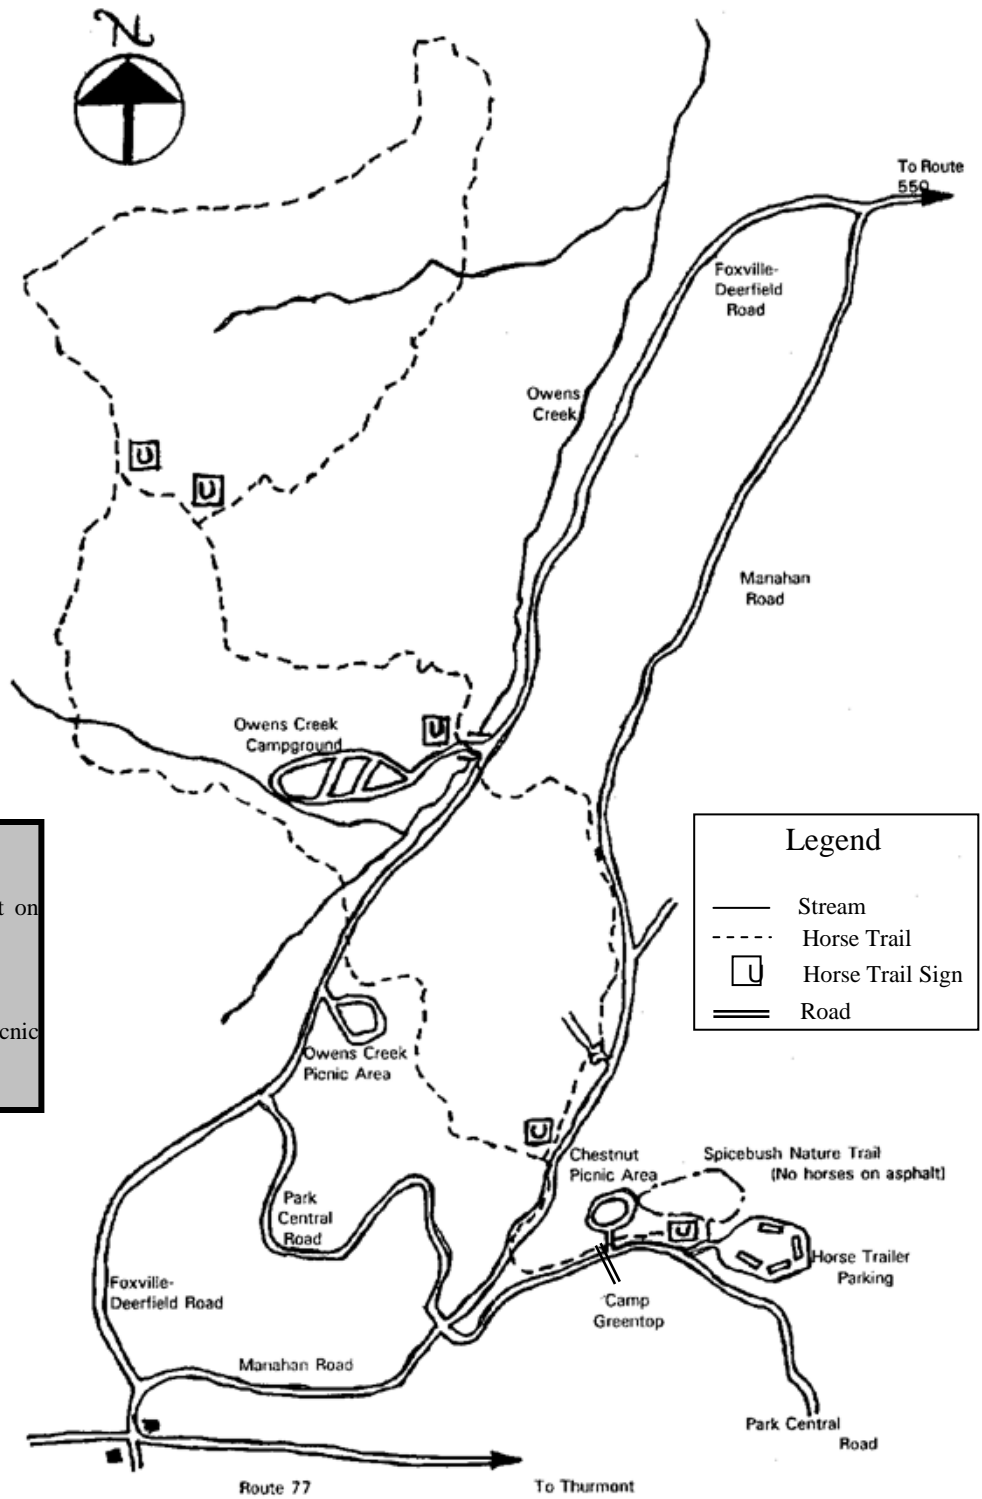 N
To Route
550
Foxville-
Deerfield
Road
Owens
Creek
U
U
Manahan
Road
Owens Creek
Campground
U
Legend
Stream
Horse Trail
U Horse Trail Sign
Road
t on
cnic
Owens Creek
Picnic Area
U
Chestnut
Picnic Area
Spicebush Nature Trail
(No horses on asphalt)
U
Park
Central
Road
Horse Trailer
Parking
Foxville-
Deerfield Road
Camp
Greentop
Manahan Road
Park Central
Road
Route 77
To Thurmont